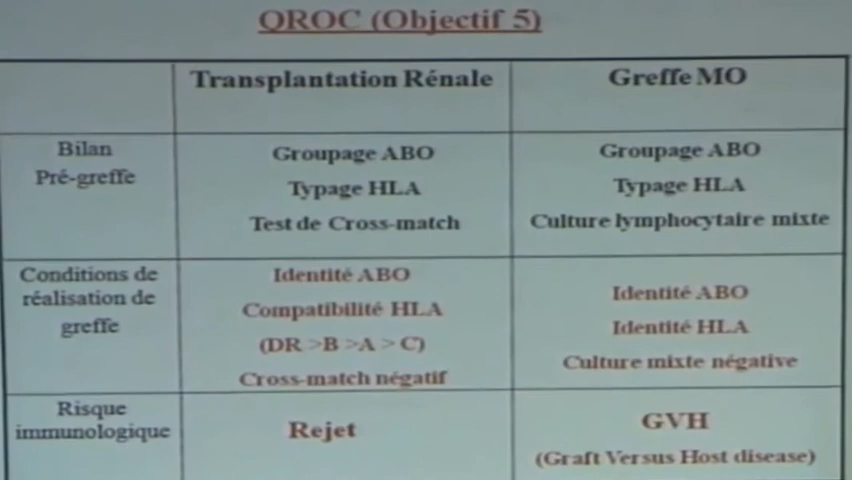 QROC (Objectif 5)
Transplantation Rénale
Greffe MO
Bilan
Pré-greffe
Groupage ABO
Typage HLA
Test de Cross-match
Groupage ABO
Typage HLA
Culture lymphocytaire mixte
Conditions de
réalisation de
greffe
Identité ABO
Compatibilité HLA
(DR >B >A > C)
Cross-match négatif
Identité ABO
Identité HLA
Culture mixte négative
Risque
immunologique
Rejet
GVH
(Graft Versus Host disease)